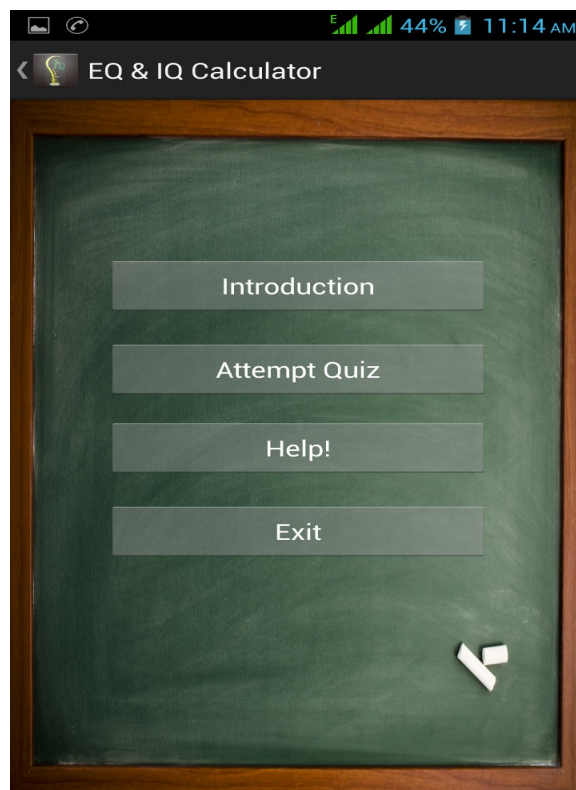 E 44% 11:14 AM
EQ & IQ Calculator
Introduction
Attempt Quiz
Help!
Exit